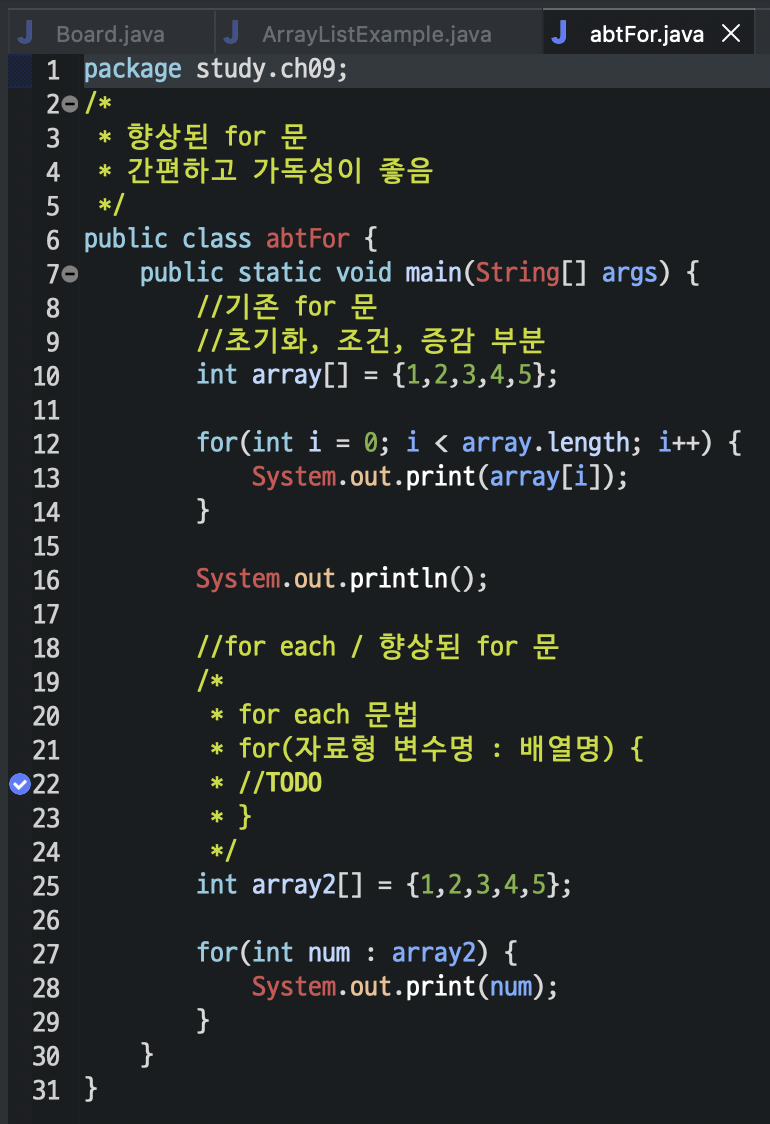 Board.java ArrayListExample.java abtFor.java
1 package study.ch09;
2 /*
3  * 향상된 for 문
4  * 간편하고 가독성이 좋음
5  */
6 public class abtFor {
7     public static void main(String[] args) {
8         //기존 for 문
9         //초기화, 조건, 증감 부분
10         int array[] = {1,2,3,4,5};
11
12         for(int i = 0; i < array.length; i++) {
13             System.out.print(array[i]);
14         }
15
16         System.out.println();
17
18         //for each / 향상된 for 문
19         /*
20          * for each 문법
21          * for(자료형 변수명 : 배열명) {
22          * //TODO
23          * }
24          */
25         int array2[] = {1,2,3,4,5};
26
27         for(int num : array2) {
28             System.out.print(num);
29         }
30     }
31 }